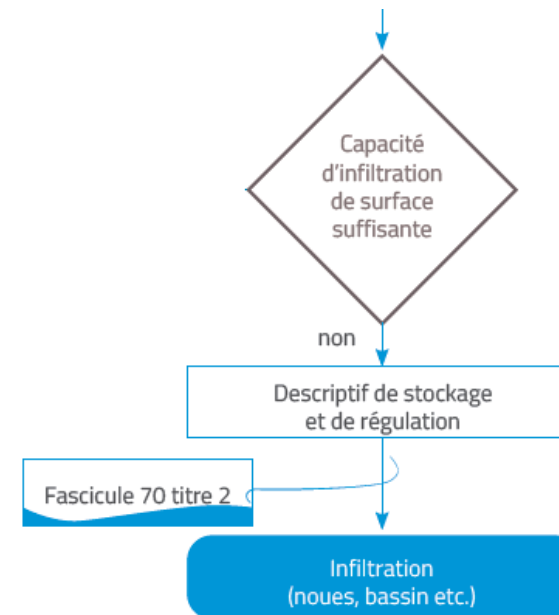 Capacité
d'infiltration
de surface
suffisante
non
Descriptif de stockage
et de régulation
Fascicule 70 titre 2
Infiltration
(noues, bassin etc.)